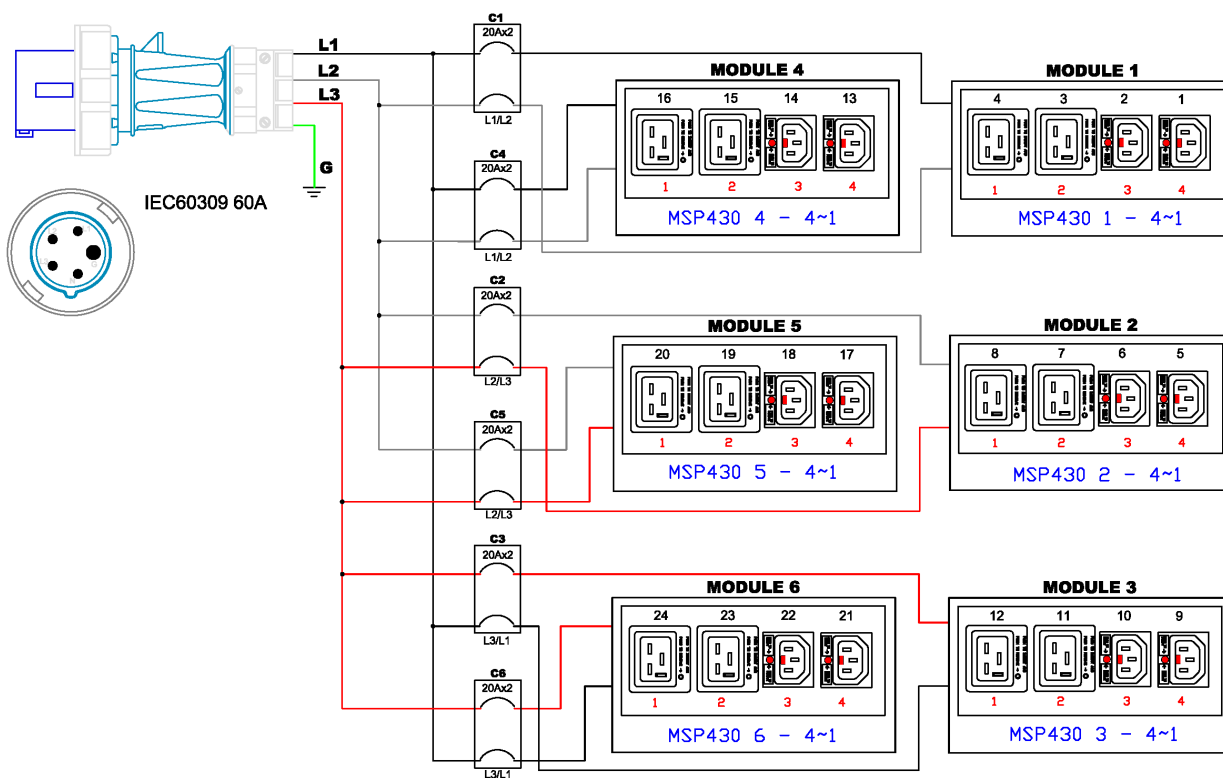 L1
L2
L3
G
IEC60309 60A
C1
20Ax2
L1/L2
C4
20Ax2
L1/L2
C2
20Ax2
L2/L3
C5
20Ax2
L2/L3
C3
20Ax2
L3/L1
C6
20Ax2
L3/L1
MODULE 4
16 15 14 13
1 2 3 4
MSP430 4 - 4~1
MODULE 1
4 3 2 1
1 2 3 4
MSP430 1 - 4~1
MODULE 5
20 19 18 17
1 2 3 4
MSP430 5 - 4~1
MODULE 2
8 7 6 5
1 2 3 4
MSP430 2 - 4~1
MODULE 6
24 23 22 21
1 2 3 4
MSP430 6 - 4~1
MODULE 3
12 11 10 9
1 2 3 4
MSP430 3 - 4~1